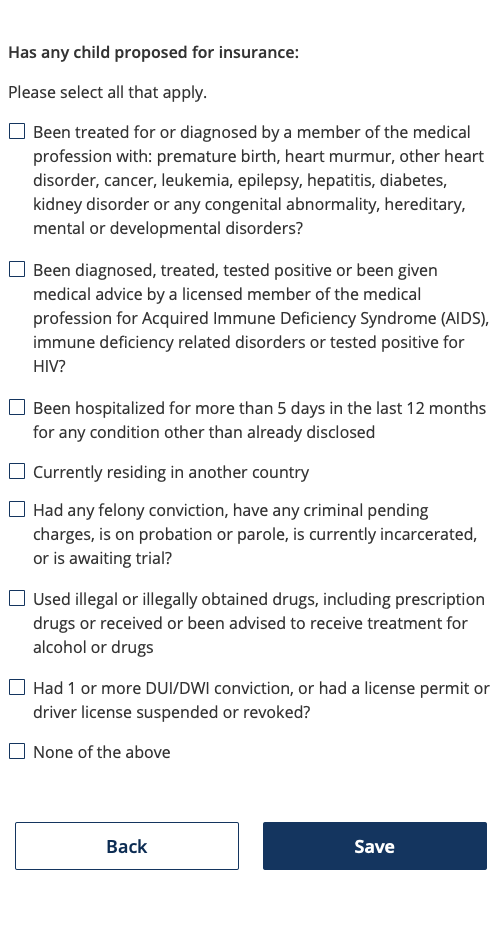 Has any child proposed for insurance:
Please select all that apply.
Been treated for or diagnosed by a member of the medical
profession with: premature birth, heart murmur, other heart
disorder, cancer, leukemia, epilepsy, hepatitis, diabetes,
kidney disorder or any congenital abnormality, hereditary,
mental or developmental disorders?
Been diagnosed, treated, tested positive or been given
medical advice by a licensed member of the medical
profession for Acquired Immune Deficiency Syndrome (AIDS),
immune deficiency related disorders or tested positive for
HIV?
Been hospitalized for more than 5 days in the last 12 months
for any condition other than already disclosed
Currently residing in another country
Had any felony conviction, have any criminal pending
charges, is on probation or parole, is currently incarcerated,
or is awaiting trial?
Used illegal or illegally obtained drugs, including prescription
drugs or received or been advised to receive treatment for
alcohol or drugs
Had 1 or more DUI/DWI conviction, or had a license permit or
driver license suspended or revoked?
None of the above
Back
Save